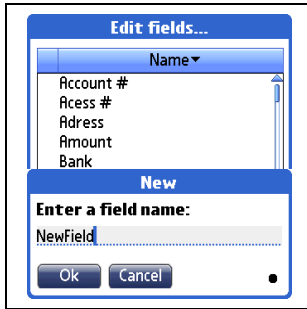 Edit fields...
Name
Account #
Acess #
Adress
Amount
Bank
New
Enter a field name:
NewField
Ok Cancel